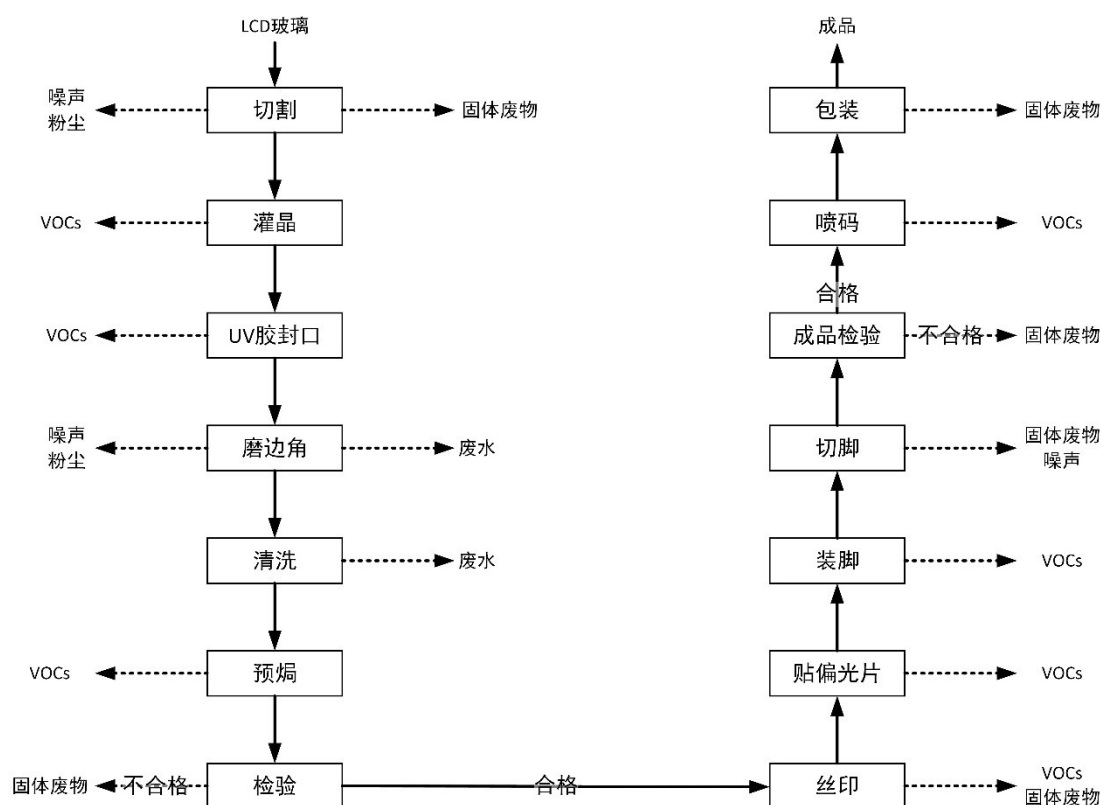 LCD玻璃
噪声
粉尘
切割
固体废物
VOCs
灌晶
VOCs
UV胶封口
噪声
粉尘
磨边角
废水
清洗
废水
VOCs
预焗
固体废物
不合格
检验
合格
丝印
VOCs
固体废物
贴偏光片
VOCs
装脚
VOCs
切脚
固体废物
噪声
成品检验
不合格
固体废物
合格
喷码
VOCs
包装
固体废物
成品